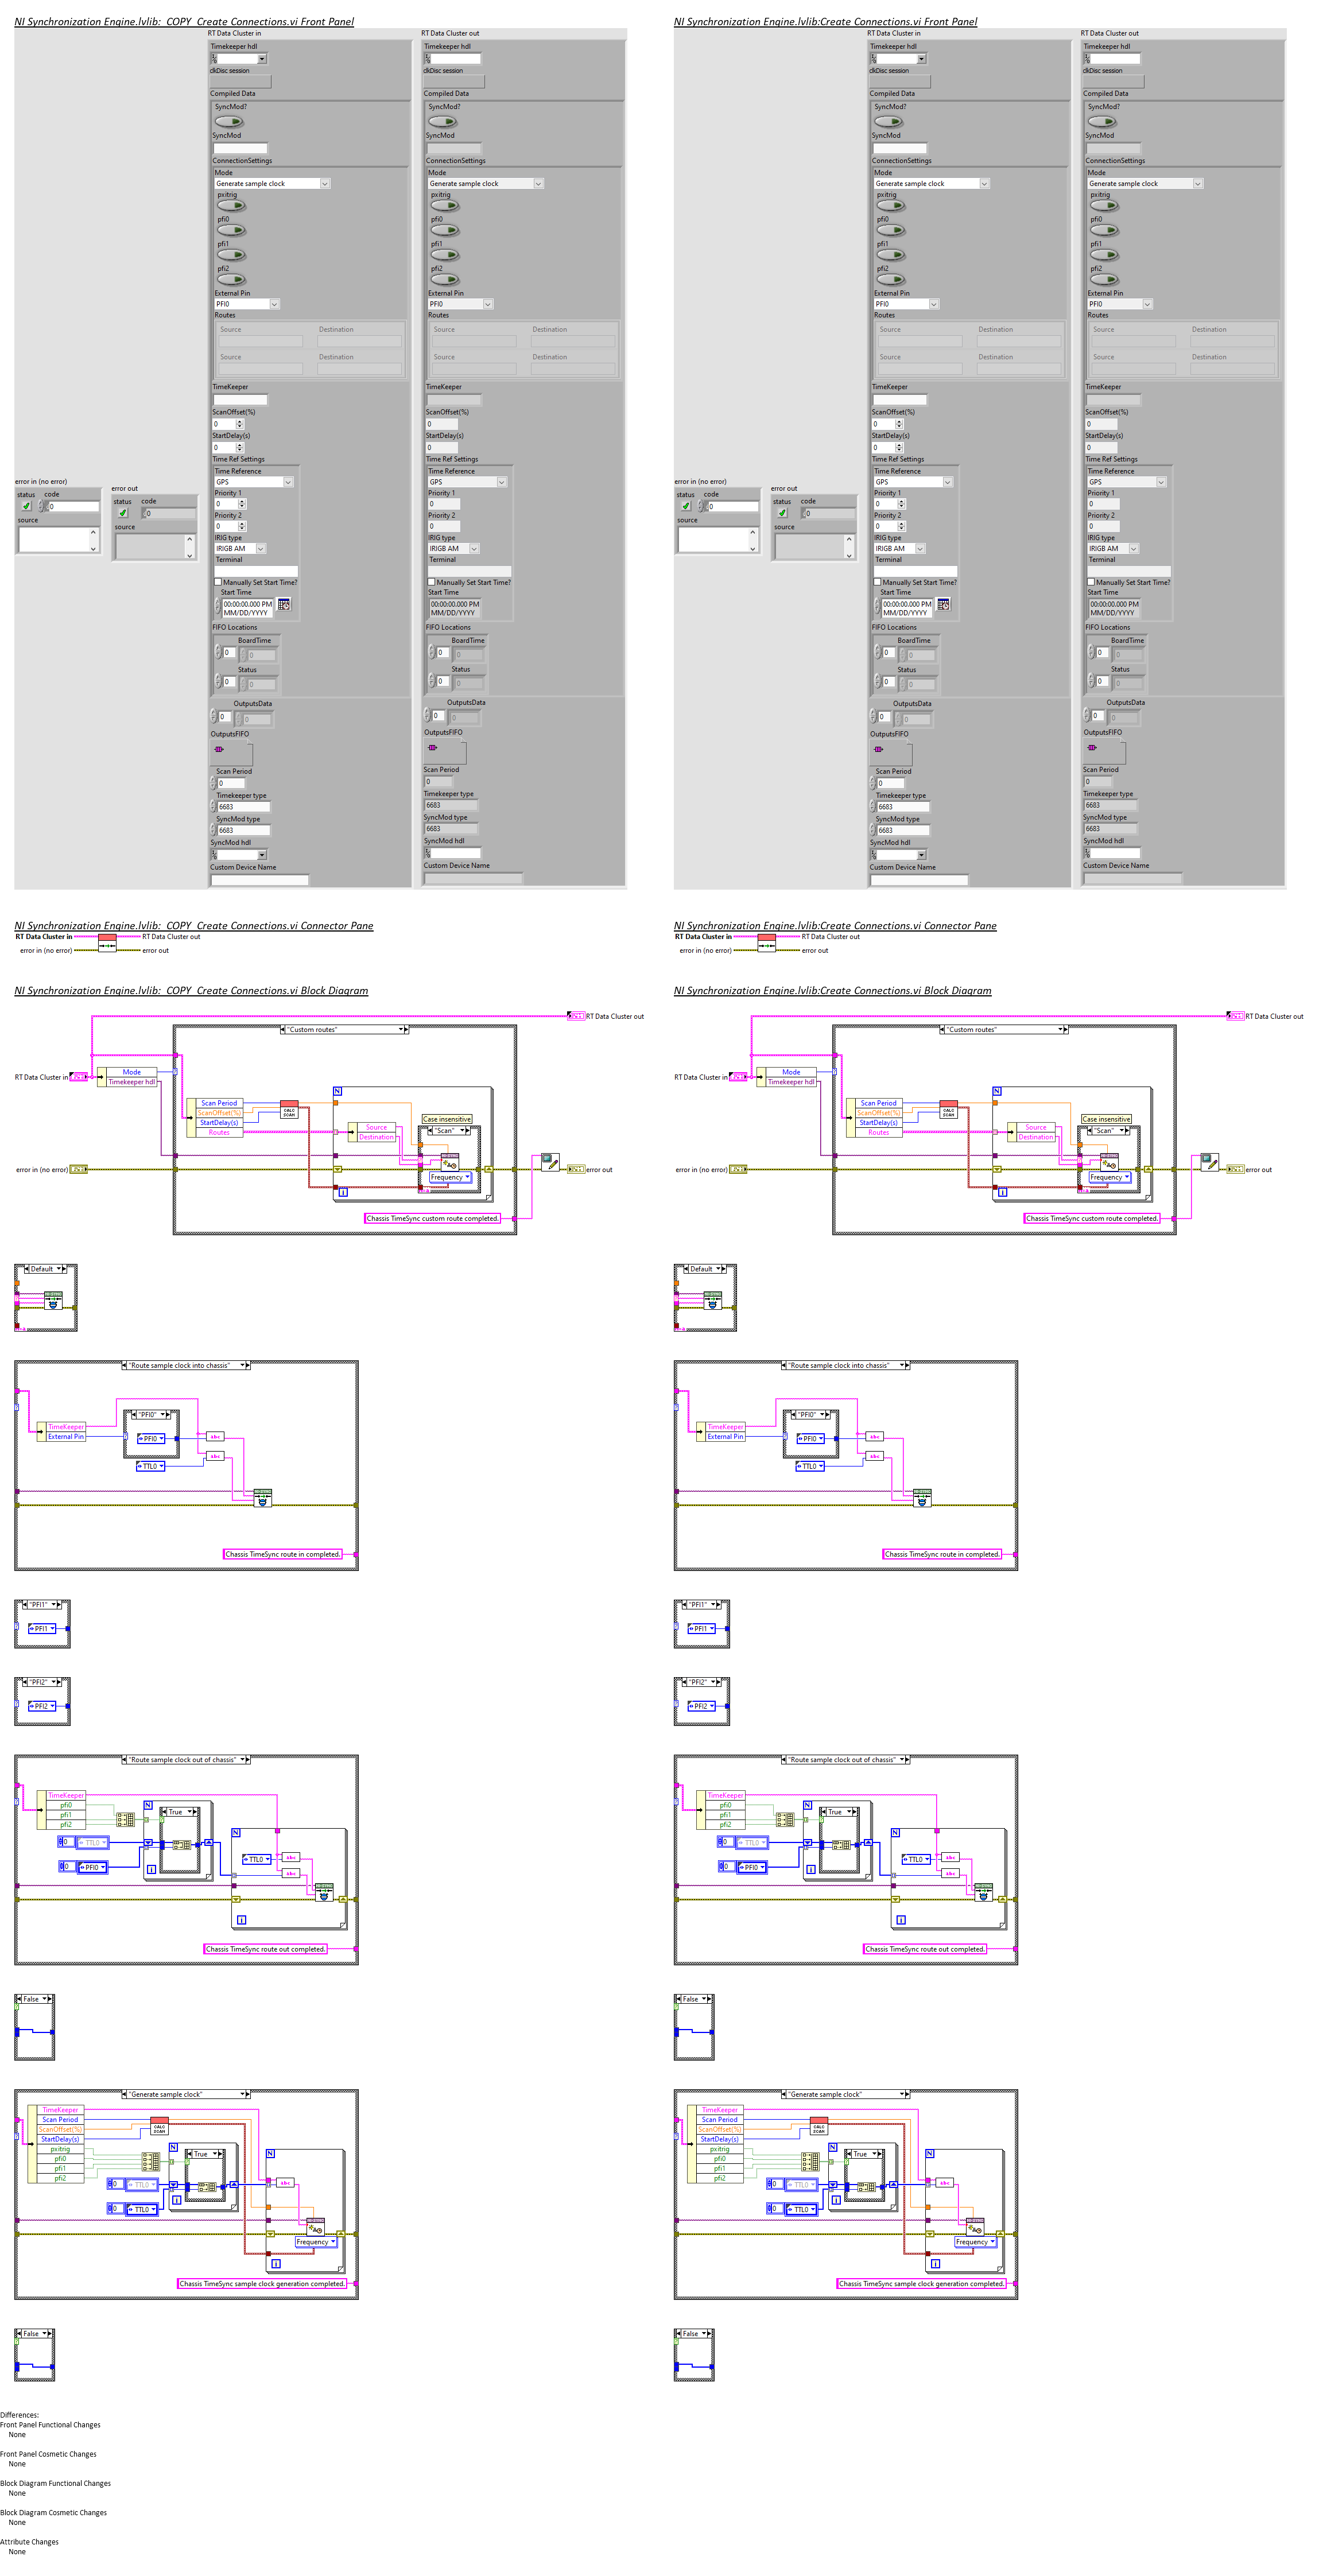 NI Synchronization Engine.lvlib:_COPY_Create Connections.vi Front Panel
RT Data Cluster in
RT Data Cluster out
Timekeeper hdl
Timekeeper hdl
clkDisc session
clkDisc session
Compiled Data
Compiled Data
SyncMod?
SyncMod?
SyncMod
SyncMod
ConnectionSettings
ConnectionSettings
Mode
Mode
Generate sample clock
Generate sample clock
pxitrig
pxitrig
pfi0
pfi0
pfi1
pfi1
pfi2
pfi2
External Pin
External Pin
PFI0
PFI0
Routes
Routes
Source Destination
Source Destination
Source Destination
Source Destination
TimeKeeper
TimeKeeper
ScanOffset(%)
ScanOffset(%)
0
0
StartDelay(s)
StartDelay(s)
0
0
Time Ref Settings
Time Ref Settings
Time Reference
Time Reference
GPS
GPS
Priority 1
Priority 1
0
0
Priority 2
Priority 2
0
0
IRIG type
IRIG type
IRIGB AM
IRIGB AM
Terminal
Terminal
Manually Set Start Time?
Manually Set Start Time?
Start Time
Start Time
00:00:00.000 PM
MM/DD/YYYY
00:00:00.000 PM
MM/DD/YYYY
FIFO Locations
FIFO Locations
BoardTime
BoardTime
0 0
0 0
Status
Status
0 0
0 0
OutputsData
OutputsData
0 0
0 0
OutputsFIFO
OutputsFIFO
Scan Period
Scan Period
0
0
Timekeeper type
Timekeeper type
6683
6683
SyncMod type
SyncMod type
6683
6683
SyncMod hdl
SyncMod hdl
Custom Device Name
Custom Device Name
error in (no error)
status code
0
source
error out
status code
0
source
NI Synchronization Engine.lvlib:Create Connections.vi Front Panel
RT Data Cluster in
RT Data Cluster out
Timekeeper hdl
Timekeeper hdl
clkDisc session
clkDisc session
Compiled Data
Compiled Data
SyncMod?
SyncMod?
SyncMod
SyncMod
ConnectionSettings
ConnectionSettings
Mode
Mode
Generate sample clock
Generate sample clock
pxitrig
pxitrig
pfi0
pfi0
pfi1
pfi1
pfi2
pfi2
External Pin
External Pin
PFI0
PFI0
Routes
Routes
Source Destination
Source Destination
Source Destination
Source Destination
TimeKeeper
TimeKeeper
ScanOffset(%)
ScanOffset(%)
0
0
StartDelay(s)
StartDelay(s)
0
0
Time Ref Settings
Time Ref Settings
Time Reference
Time Reference
GPS
GPS
Priority 1
Priority 1
0
0
Priority 2
Priority 2
0
0
IRIG type
IRIG type
IRIGB AM
IRIGB AM
Terminal
Terminal
Manually Set Start Time?
Manually Set Start Time?
Start Time
Start Time
00:00:00.000 PM
MM/DD/YYYY
00:00:00.000 PM
MM/DD/YYYY
FIFO Locations
FIFO Locations
BoardTime
BoardTime
0 0
0 0
Status
Status
0 0
0 0
OutputsData
OutputsData
0 0
0 0
OutputsFIFO
OutputsFIFO
Scan Period
Scan Period
0
0
Timekeeper type
Timekeeper type
6683
6683
SyncMod type
SyncMod type
6683
6683
SyncMod hdl
SyncMod hdl
Custom Device Name
Custom Device Name
error in (no error)
status code
0
source
error out
status code
0
source
NI Synchronization Engine.lvlib:_COPY_Create Connections.vi Connector Pane
RT Data Cluster in RT Data Cluster out
error in (no error) error out
NI Synchronization Engine.lvlib:Create Connections.vi Connector Pane
RT Data Cluster in RT Data Cluster out
error in (no error) error out
NI Synchronization Engine.lvlib:_COPY_Create Connections.vi Block Diagram
RT Data Cluster out
"Custom routes"
RT Data Cluster in
Mode
Timekeeper hdl
N
Scan Period
ScanOffset(%)
StartDelay(s)
Routes
CALC SCAN
Case insensitive
"Scan"
Source
Destination
error in (no error)
Frequency
error out
i
Chassis TimeSync custom route completed.
Default
"Route sample clock into chassis"
"PFI0"
TimeKeeper
External Pin
PFI0
abc
abc
TTL0
Chassis TimeSync route in completed.
"PFI1"
PFI1
"PFI2"
PFI2
"Route sample clock out of chassis"
TimeKeeper
pfi0
pfi1
pfi2
N
True
0 TTL0
0 PFI0
i
N
TTL0
abc
abc
i
Chassis TimeSync route out completed.
False
"Generate sample clock"
TimeKeeper
Scan Period
ScanOffset(%)
StartDelay(s)
pxitrig
pfi0
pfi1
pfi2
CALC SCAN
N
True
0 TTL0
0 TTL0
i
N
abc
Frequency
i
Chassis TimeSync sample clock generation completed.
False
NI Synchronization Engine.lvlib:Create Connections.vi Block Diagram
RT Data Cluster out
"Custom routes"
RT Data Cluster in
Mode
Timekeeper hdl
N
Scan Period
ScanOffset(%)
StartDelay(s)
Routes
CALC SCAN
Case insensitive
"Scan"
Source
Destination
error in (no error)
Frequency
error out
i
Chassis TimeSync custom route completed.
Default
"Route sample clock into chassis"
"PFI0"
TimeKeeper
External Pin
PFI0
abc
abc
TTL0
Chassis TimeSync route in completed.
"PFI1"
PFI1
"PFI2"
PFI2
"Route sample clock out of chassis"
TimeKeeper
pfi0
pfi1
pfi2
N
True
0 TTL0
0 PFI0
i
N
TTL0
abc
abc
i
Chassis TimeSync route out completed.
False
"Generate sample clock"
TimeKeeper
Scan Period
ScanOffset(%)
StartDelay(s)
pxitrig
pfi0
pfi1
pfi2
CALC SCAN
N
True
0 TTL0
0 TTL0
i
N
abc
Frequency
i
Chassis TimeSync sample clock generation completed.
False
Differences:
Front Panel Functional Changes
None
Front Panel Cosmetic Changes
None
Block Diagram Functional Changes
None
Block Diagram Cosmetic Changes
None
Attribute Changes
None